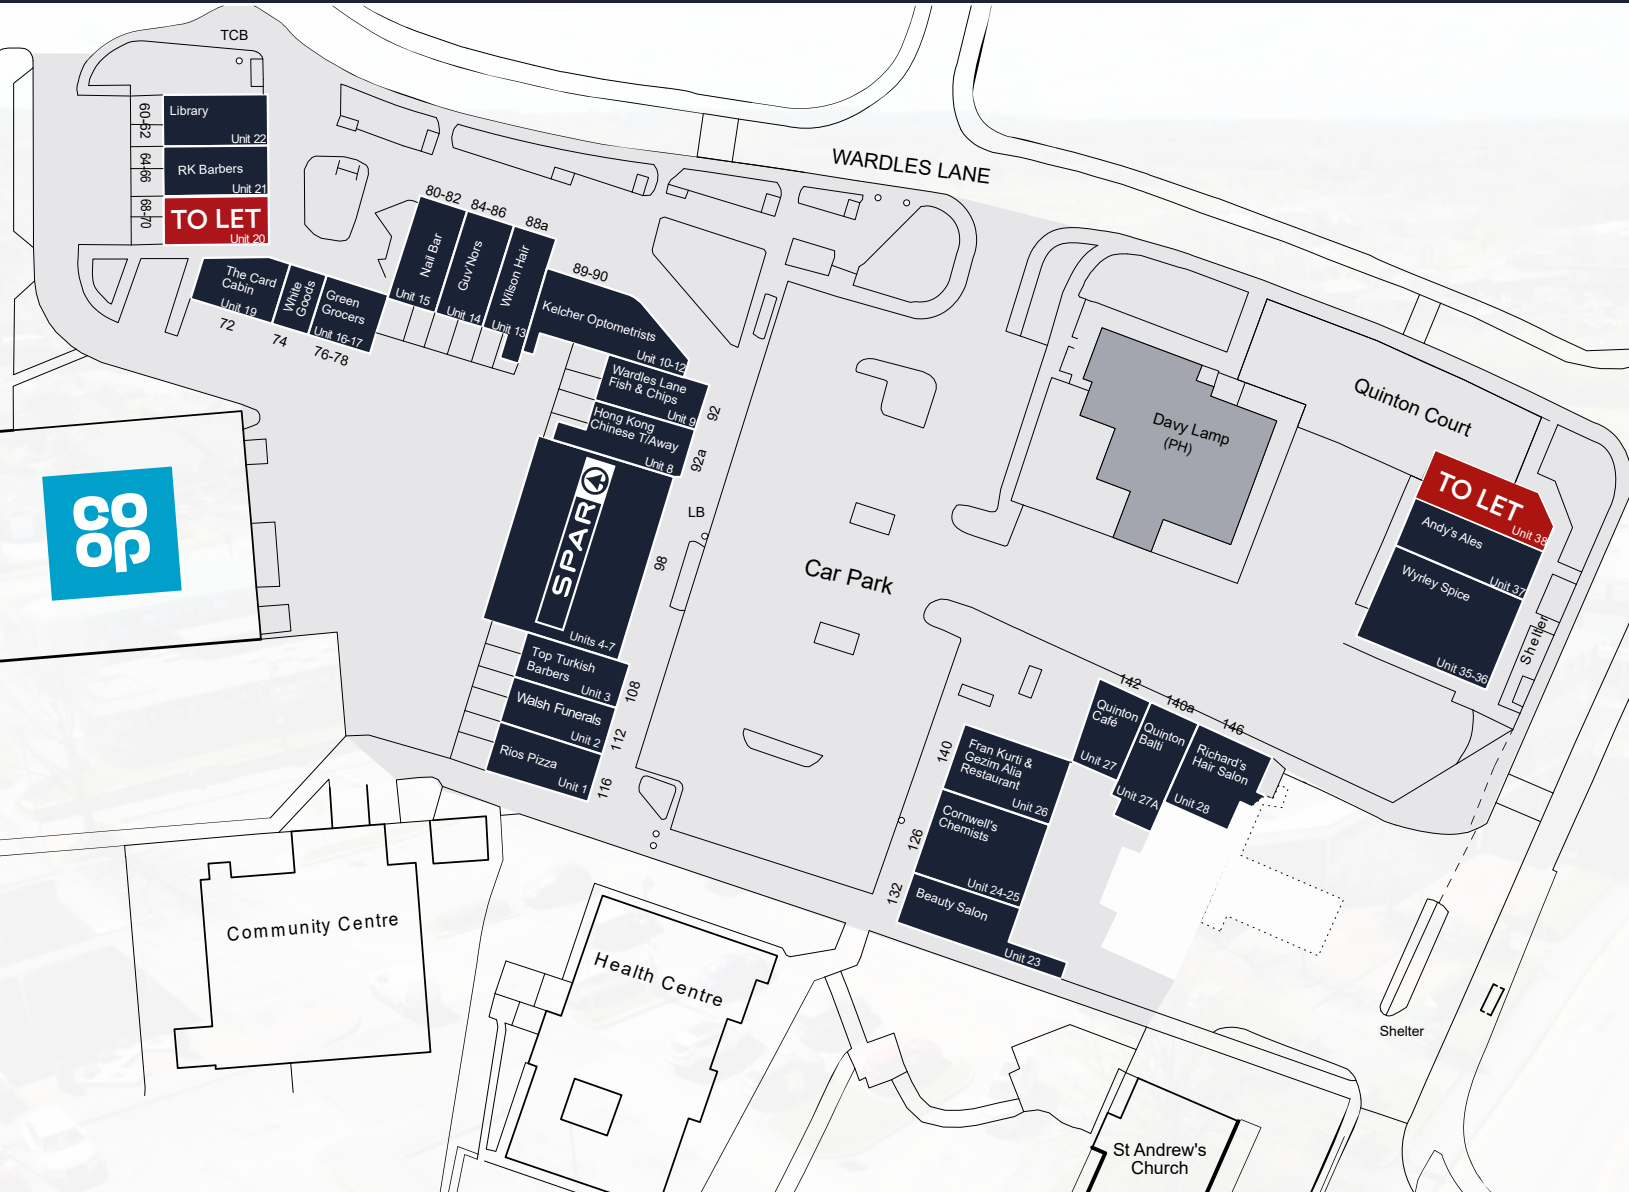 TCB
60-62
Library
Unit 22
64-66
RK Barbers
Unit 21
68-70
TO LET
Unit 20
The Card
Cabin
Unit 19
72
White
Goods
74
Green
Grocers
Unit 16-17
76-78
80-82
Nail Bar
Unit 15
84-86
Guv'Nors
Unit 14
88a
Wilson Hair
Unit 13
89-90
Kelcher Optometrists
Unit 10-12
Wardles Lane
Fish & Chips
Unit 9
92
Hong Kong
Chinese T/Away
Unit 8
92a
LB
SPAR
Units 4-7
98
Top Turkish
Barbers
Unit 3
108
Walsh Funerals
Unit 2
112
Rios Pizza
Unit 1
116
WARDLES LANE
Car Park
Davy Lamp
(PH)
Quinton Court
TO LET
Unit 38
Andy's Ales
Unit 37
Wyrley Spice
Unit 35-36
Shelter
142
Quinton
Café
Unit 27
140a
Quinton
Balti
Unit 27A
146
Richard's
Hair Salon
Unit 28
140
Fran Kurti &
Gezim Alia
Restaurant
Unit 26
126
Cornwell's
Chemists
Unit 24-25
132
Beauty Salon
Unit 23
co
op
Community Centre
Health Centre
Shelter
St Andrew's
Church